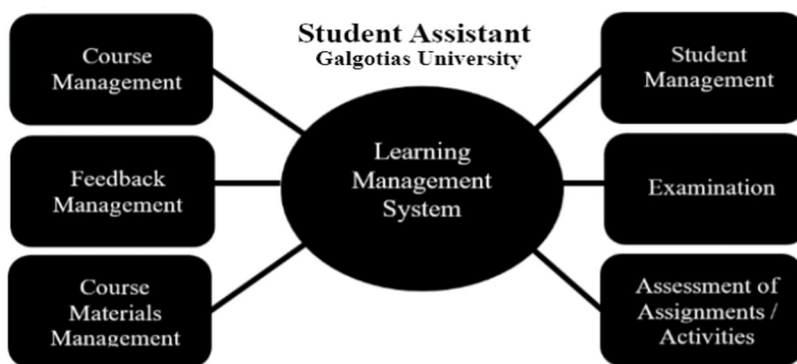 Student Assistant
Galgotias University
Course
Management
Feedback
Management
Course
Materials
Management
Learning
Management
System
Student
Management
Examination
Assessment of
Assignments /
Activities